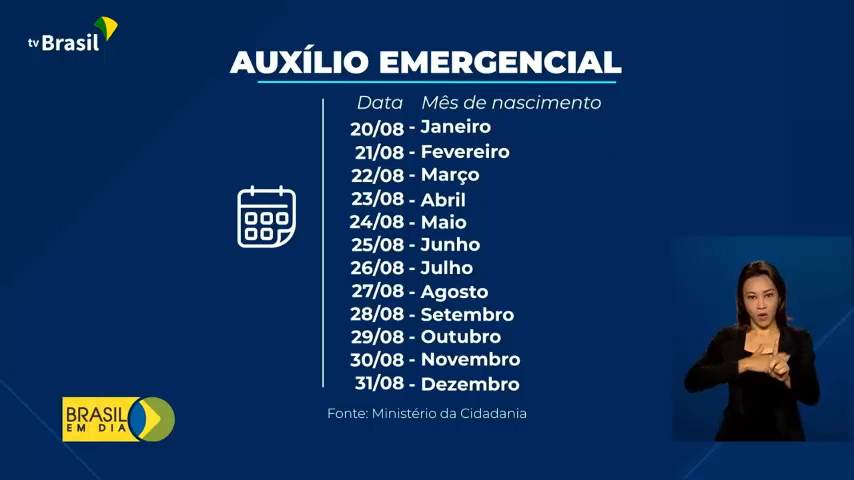 tv Brasil
AUXÍLIO EMERGENCIAL
Data Mês de nascimento
20/08 - Janeiro
21/08 - Fevereiro
22/08 - Março
23/08 - Abril
24/08 - Maio
25/08 - Junho
26/08 - Julho
27/08 - Agosto
28/08 - Setembro
29/08 - Outubro
30/08 - Novembro
31/08 - Dezembro
Fonte: Ministério da Cidadania
BRASIL
EM DIA